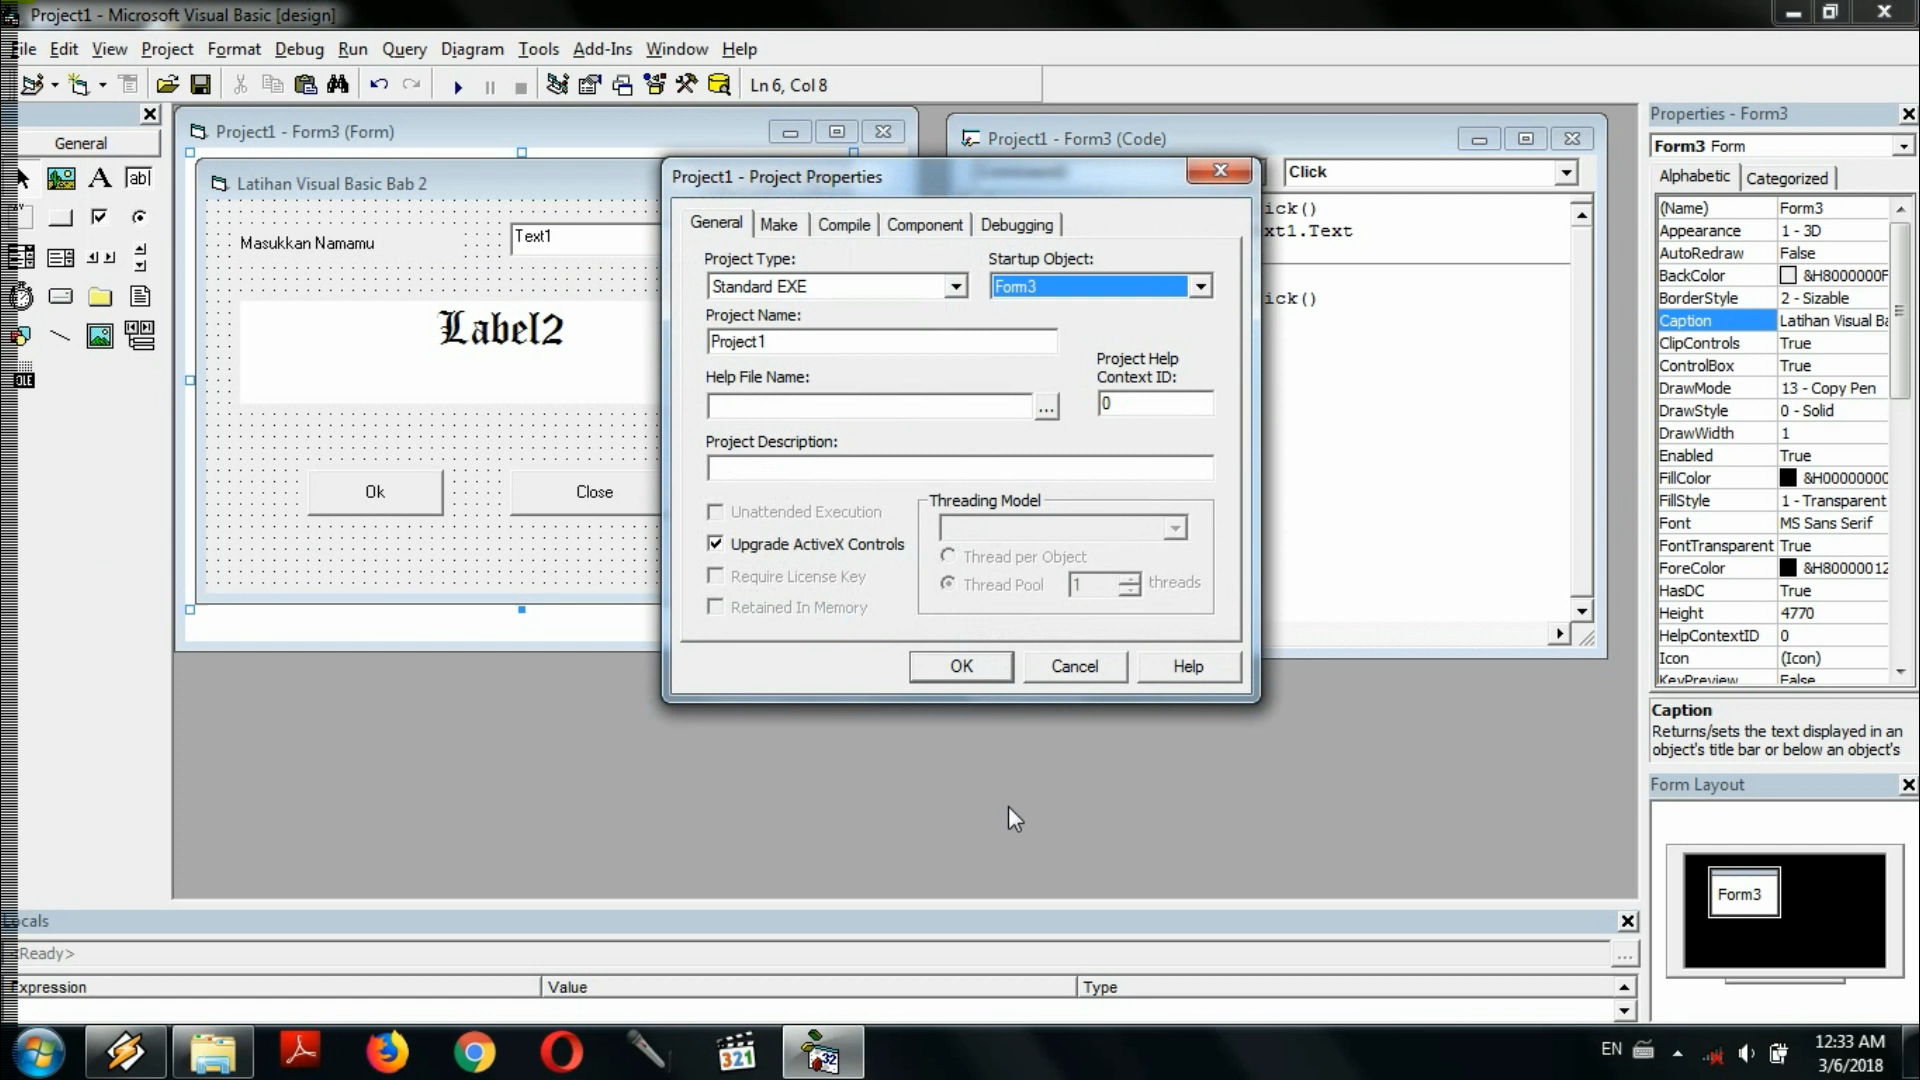 Project1 - Microsoft Visual Basic [design]
File Edit View Project Format Debug Run Query Diagram Tools Add-Ins Window Help
Ln 6, Col 8
General
A
ab|
Project1 - Form3 (Form)
Latihan Visual Basic Bab 2
Masukkan Namamu
Text1
Label2
Ok
Close
Project1 - Form3 (Code)
Click
ick()
xt1.Text
ick()
Project1 - Project Properties
General Make Compile Component Debugging
Project Type:
Startup Object:
Standard EXE
Form3
Project Name:
Project1
Project Help
Context ID:
Help File Name:
...
0
Project Description:
Unattended Execution
Upgrade ActiveX Controls
Require License Key
Retained In Memory
Threading Model
Thread per Object
Thread Pool 1 threads
OK Cancel Help
Properties - Form3
Form3 Form
Alphabetic Categorized
(Name) Form3
Appearance 1 - 3D
AutoRedraw False
BackColor &H8000000F
BorderStyle 2 - Sizable
Caption Latihan Visual Ba
ClipControls True
ControlBox True
DrawMode 13 - Copy Pen
DrawStyle 0 - Solid
DrawWidth 1
Enabled True
FillColor &H0000000
FillStyle 1 - Transparent
Font MS Sans Serif
FontTransparent True
ForeColor &H80000012
HasDC True
Height 4770
HelpContextID 0
Icon (Icon)
KeyPreview False
Caption
Returns/sets the text displayed in an
object's title bar or below an object's
Form Layout
Form3
Locals
<Ready>
...
Expression Value Type
321
32
EN
12:33 AM
3/6/2018